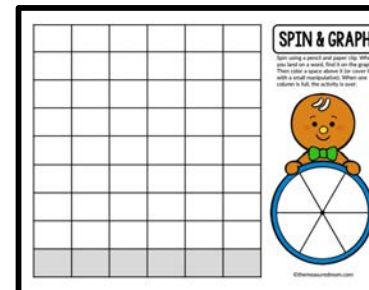 SPIN & GRAPH
Spin using a pencil and paper clip. Whe
you land on a word, find it on the grap
Then color a space above it (or cover i
with a small manipulative). When one
column is full, the activity is over.
©themeasuredmom.com